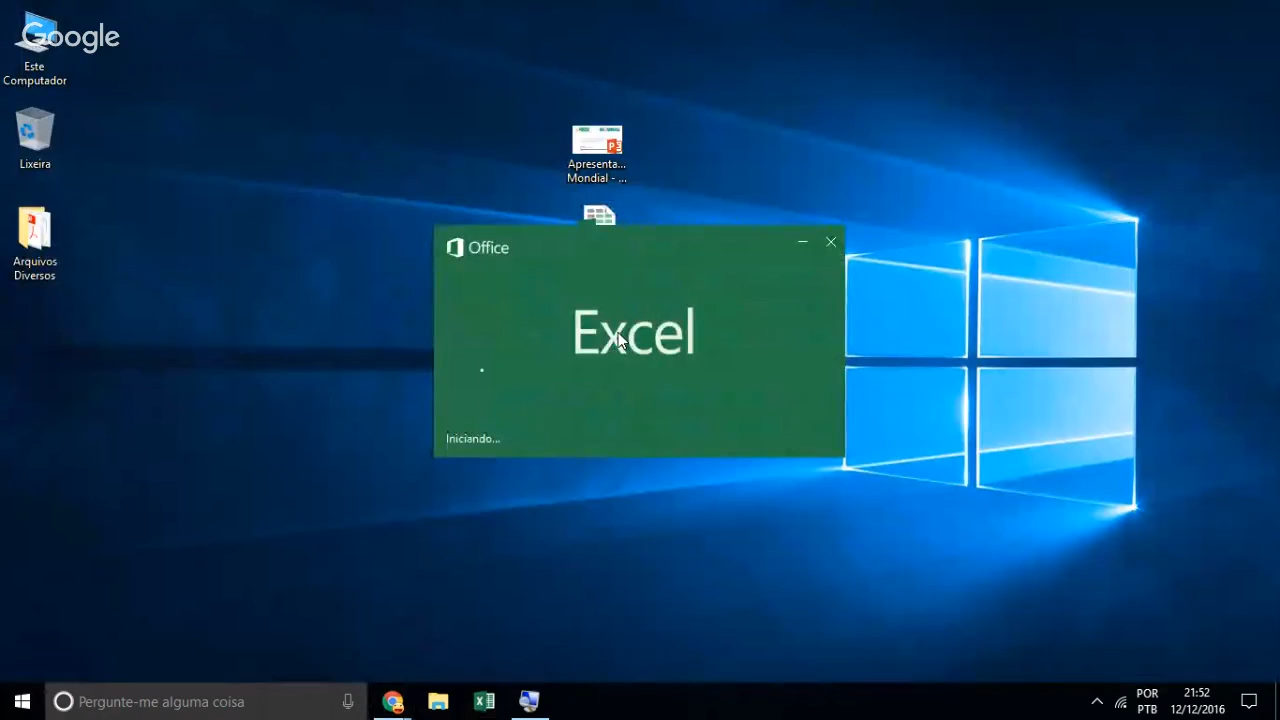 Google
Este
Computador
Lixeira
Arquivos
Diversos
Apresenta...
Mondial - ...
Office
Excel
Iniciando...
Pergunte-me alguma coisa
POR
PTB
21:52
12/12/2016